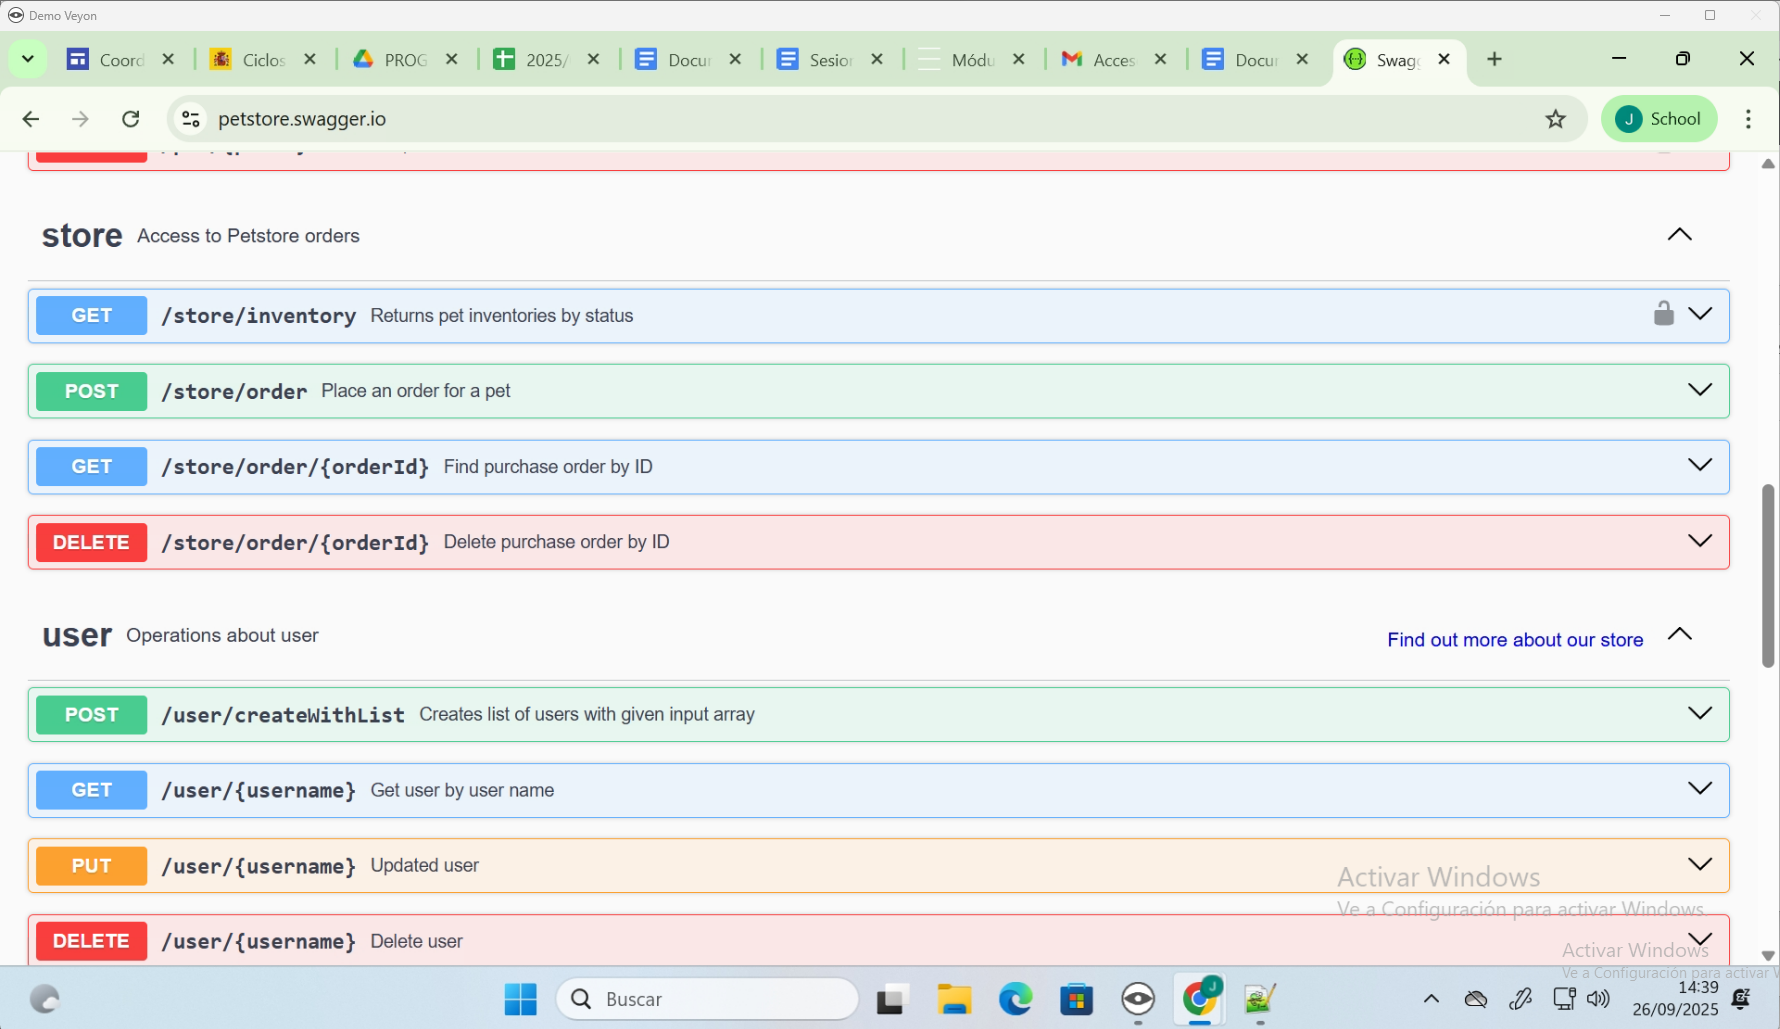 Demo Veyon
Coord
Ciclos
PROG
2025/
Docur
Sesior
Módu
Acces
Docur
Swagg
petstore.swagger.io
J School
store Access to Petstore orders
GET /store/inventory Returns pet inventories by status
POST /store/order Place an order for a pet
GET /store/order/{orderId} Find purchase order by ID
DELETE /store/order/{orderId} Delete purchase order by ID
user Operations about user
Find out more about our store
POST /user/createWithList Creates list of users with given input array
GET /user/{username} Get user by user name
PUT /user/{username} Updated user
DELETE /user/{username} Delete user
Activar Windows
Ve a Configuración para activar Windows.
Activar Windows
Ve a Configuración para activar
Buscar
J
14:39
26/09/2025